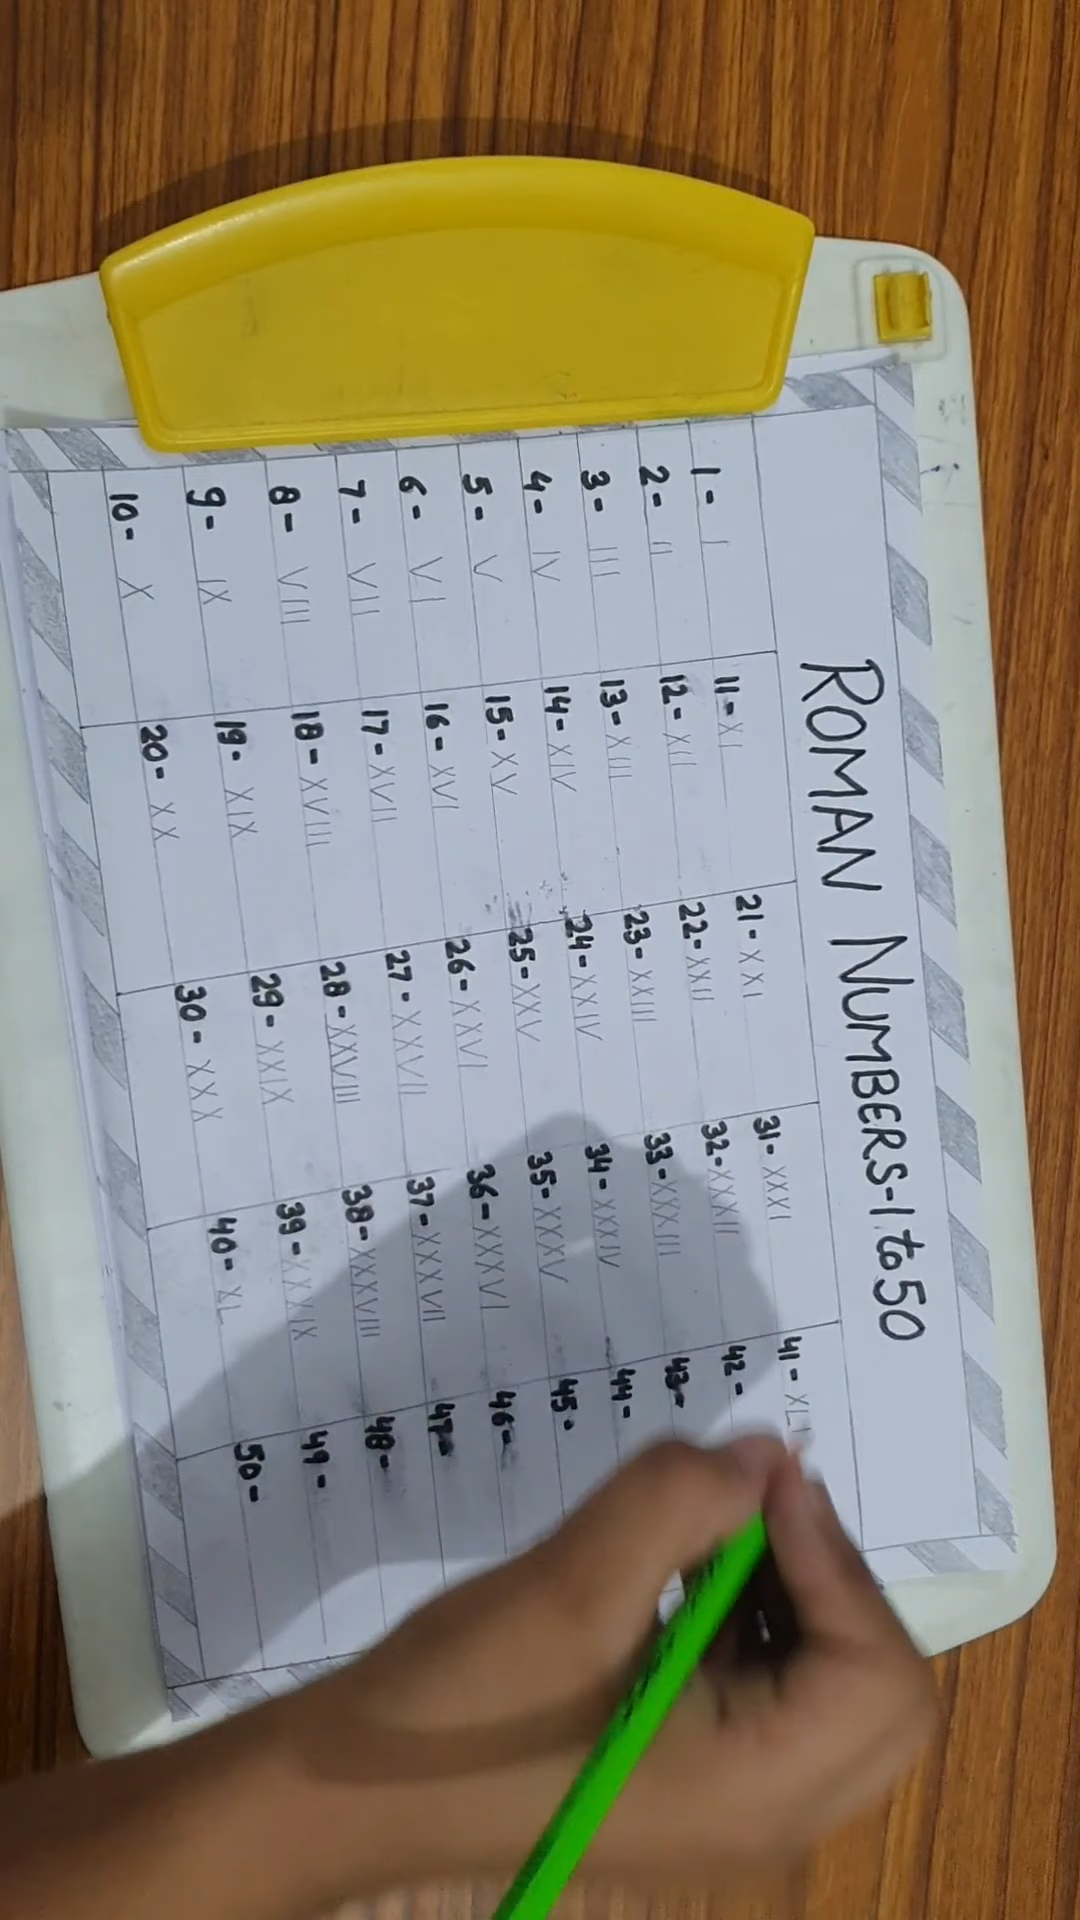 ROMAN NUMBERS-1 to 50
1- I 11- XI 21- XXI 31- XXXI 41- XLI
2- II 12- XII 22- XXII 32- XXXII 42-
3- III 13- XIII 23- XXIII 33- XXXIII 43-
4- IV 14- XIV 24- XXIV 34- XXXIV 44-
5- V 15- XV 25- XXV 35- XXXV 45-
6- VI 16- XVI 26- XXVI 36- XXXVI 46-
7- VII 17- XVII 27- XXVII 37- XXXVII 47-
8- VIII 18- XVIII 28- XXVIII 38- XXXVIII 48-
9- IX 19- XIX 29- XXIX 39- XXXIX 49-
10- X 20- XX 30- XXX 40- XL 50-